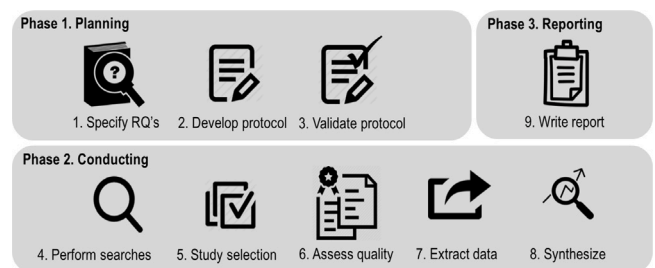 Phase 1. Planning
1. Specify RQ's
2. Develop protocol
3. Validate protocol
Phase 3. Reporting
9. Write report
Phase 2. Conducting
4. Perform searches
5. Study selection
6. Assess quality
7. Extract data
8. Synthesize